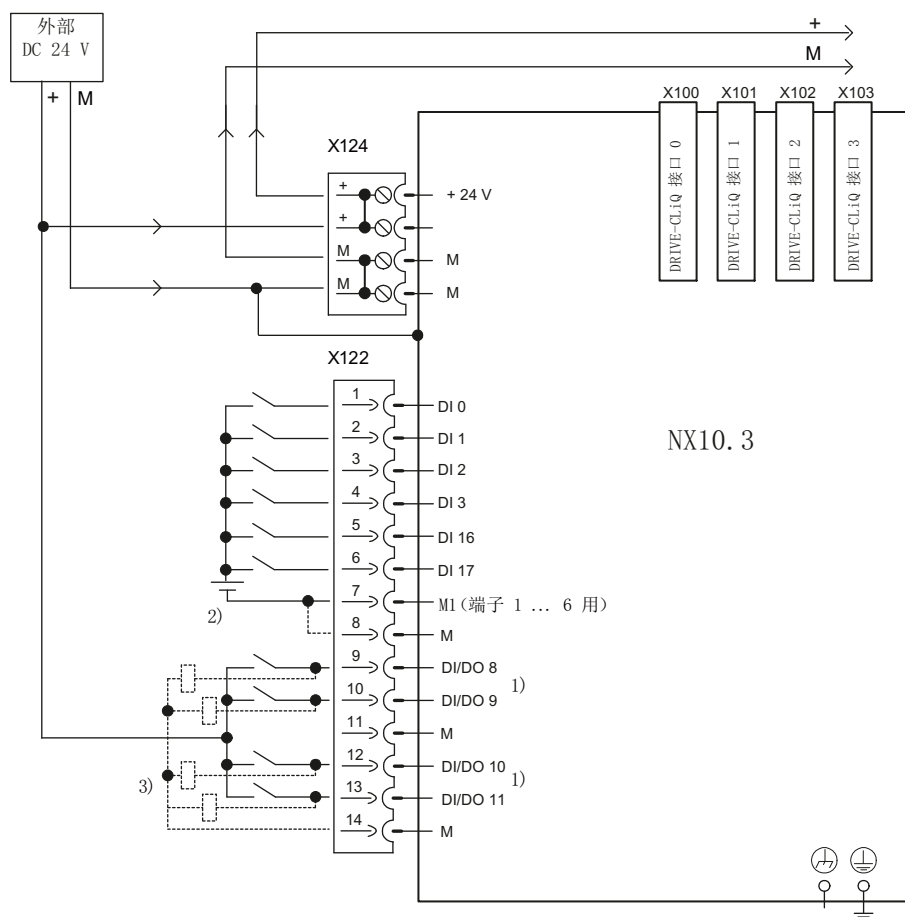 外部
DC 24 V
+ M
+
M
X100 X101 X102 X103
DRIVE-CLiQ 接口 0
DRIVE-CLiQ 接口 1
DRIVE-CLiQ 接口 2
DRIVE-CLiQ 接口 3
X124
+ + 24 V
+
M M
M M
X122
1 DI 0
2 DI 1
3 DI 2
4 DI 3
5 DI 16
6 DI 17
2) 7 M1(端子 1 ... 6 用)
8 M
9 DI/DO 8
1)
10 DI/DO 9
11 M
12 DI/DO 10
3) 1)
13 DI/DO 11
14 M
NX10.3